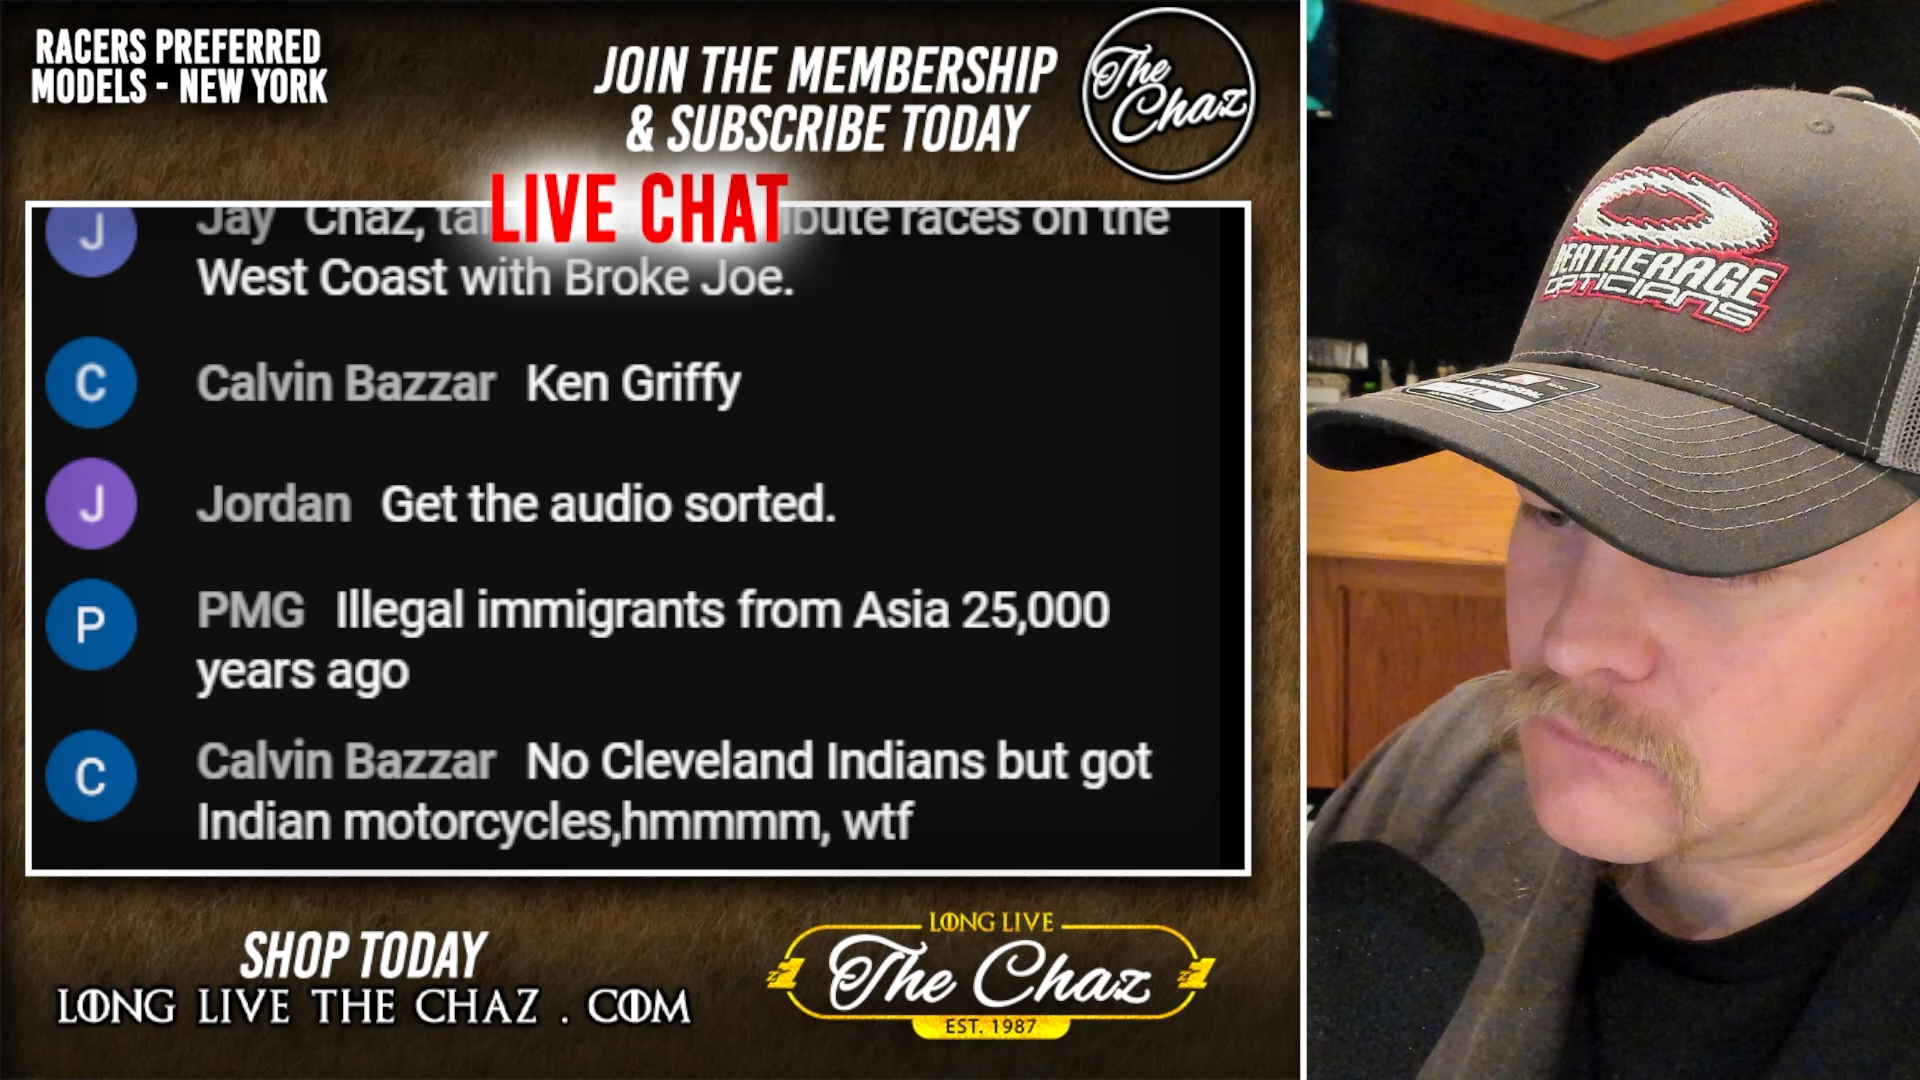 RACERS PREFERRED
MODELS - NEW YORK
JOIN THE MEMBERSHIP
& SUBSCRIBE TODAY
The
Chaz
LIVE CHAT
Jay Chaz, races on the
West Coast with Broke Joe.
C
Calvin Bazzar Ken Griffy
J
Jordan Get the audio sorted.
P
PMG Illegal immigrants from Asia 25,000
years ago
C
Calvin Bazzar No Cleveland Indians but got
Indian motorcycles,hmmmm, wtf
SHOP TODAY
LONG LIVE THE CHAZ . COM
LONG LIVE
The Chaz
EST. 1987
OPTICIANS